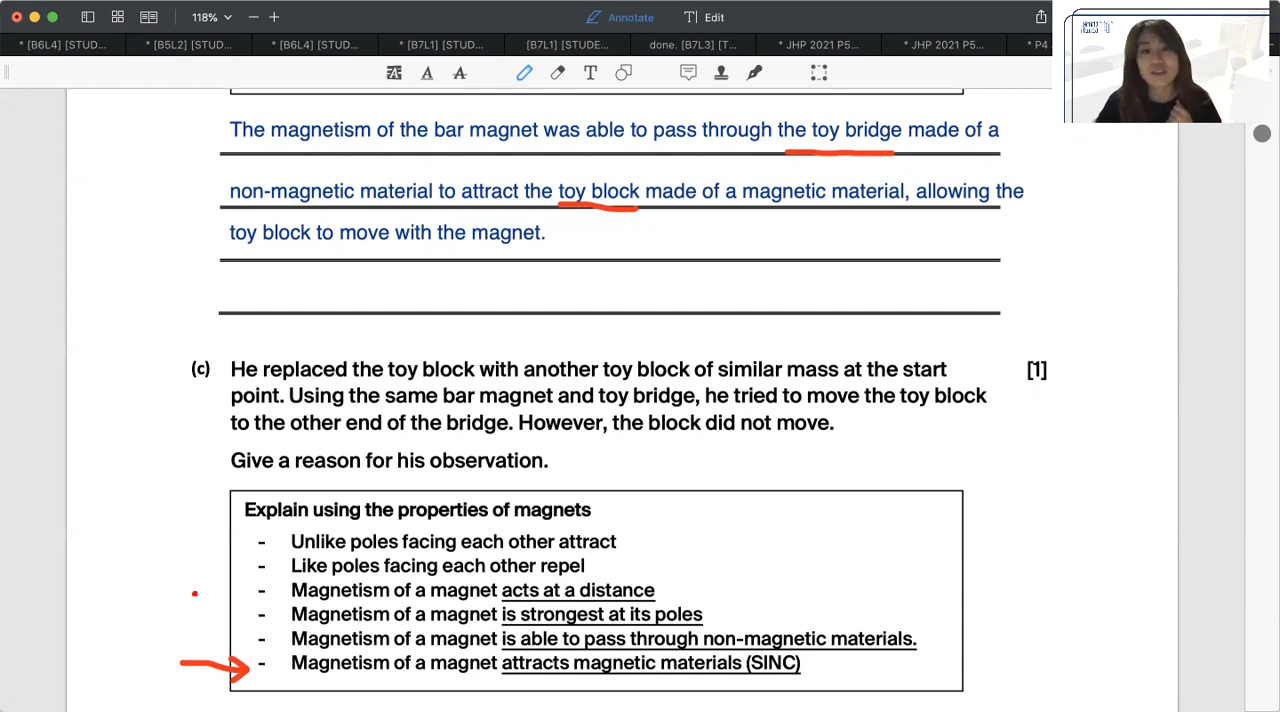 118%
Annotate
Edit
* [B6L4] [STUD...
* [B5L2] [STUD...
* [B6L4] [STUD...
* [B7L1] [STUD...
[B7L1] [STUDE...
done. [B7L3] [T...
* JHP 2021 P5...
* JHP 2021 P5...
* P4
The magnetism of the bar magnet was able to pass through the toy bridge made of a
non-magnetic material to attract the toy block made of a magnetic material, allowing the
toy block to move with the magnet.
(c) He replaced the toy block with another toy block of similar mass at the start [1]
point. Using the same bar magnet and toy bridge, he tried to move the toy block
to the other end of the bridge. However, the block did not move.
Give a reason for his observation.
Explain using the properties of magnets
- Unlike poles facing each other attract
- Like poles facing each other repel
- Magnetism of a magnet acts at a distance
- Magnetism of a magnet is strongest at its poles
- Magnetism of a magnet is able to pass through non-magnetic materials.
- Magnetism of a magnet attracts magnetic materials (SINC)